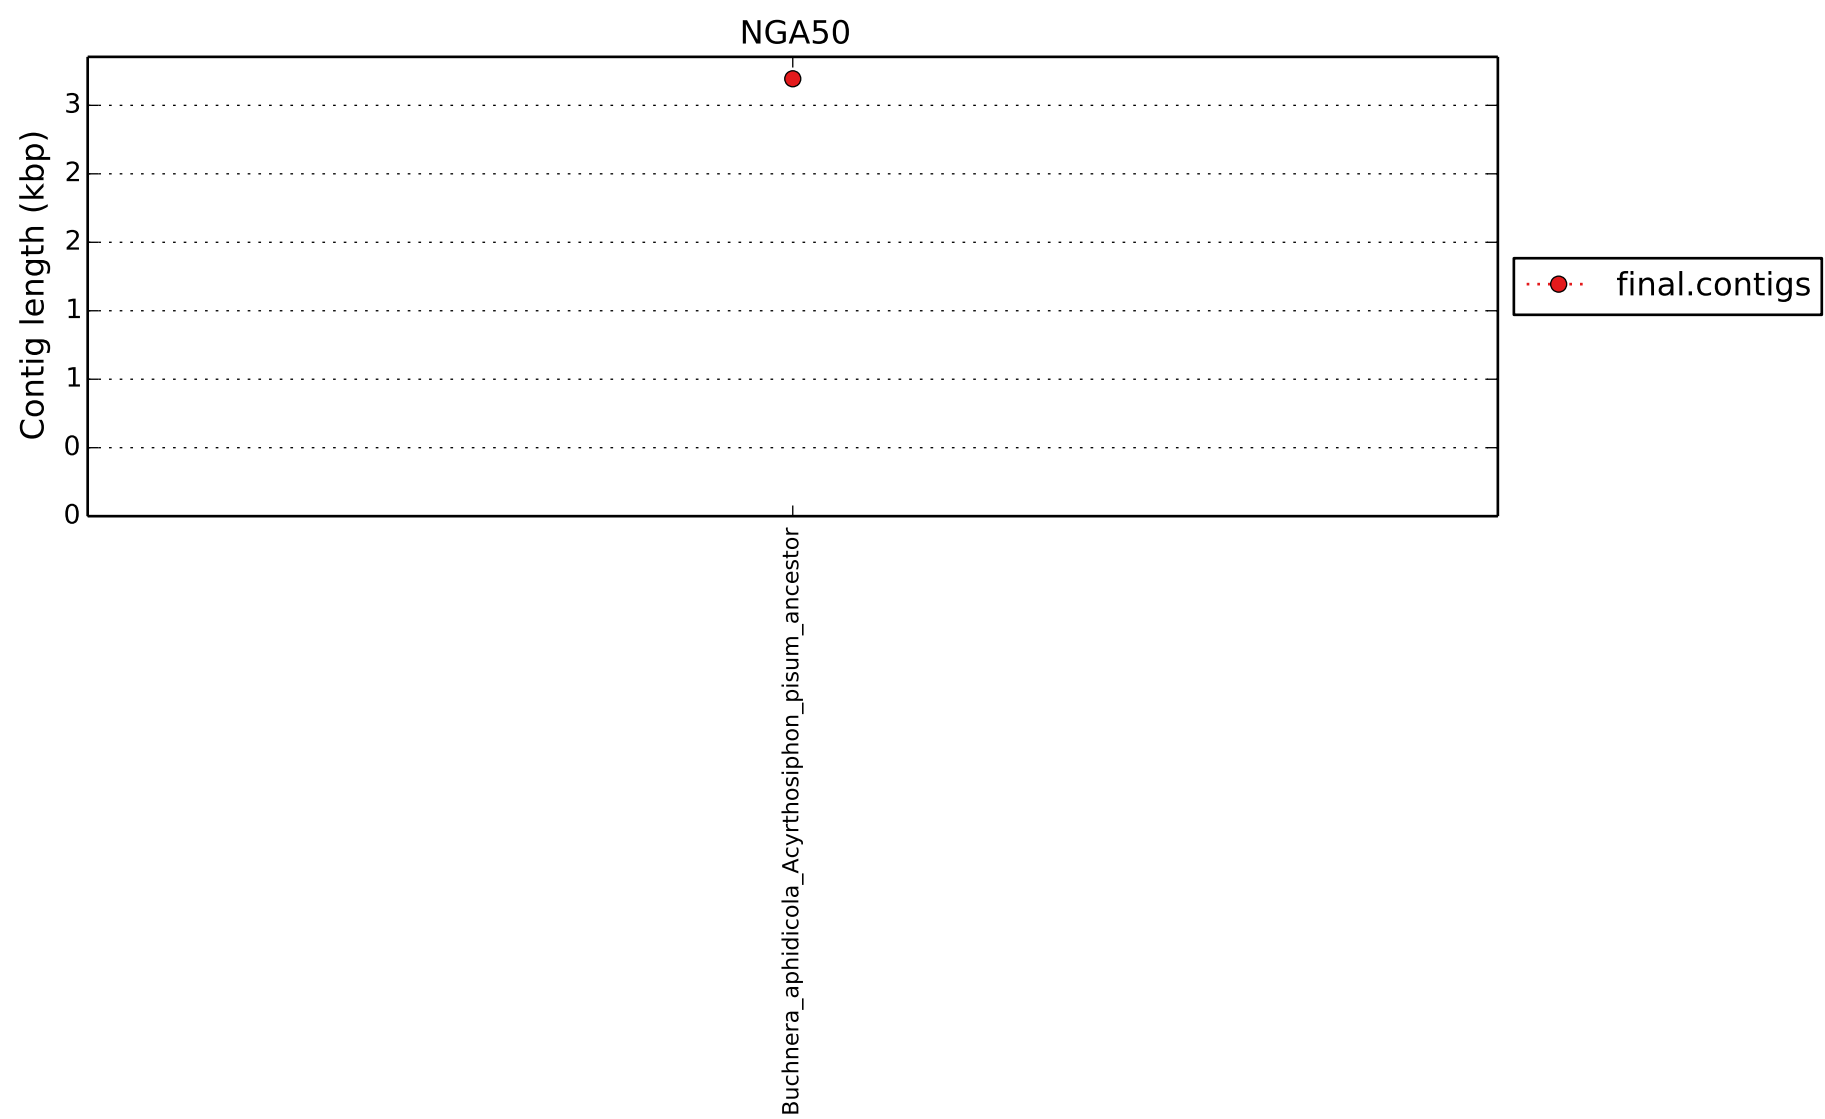 NGA50
Contig length (kbp)
3
2
2
1
1
0
0
Buchnera_aphidicola_Acyrthosiphon_pisum_ancestor
final.contigs